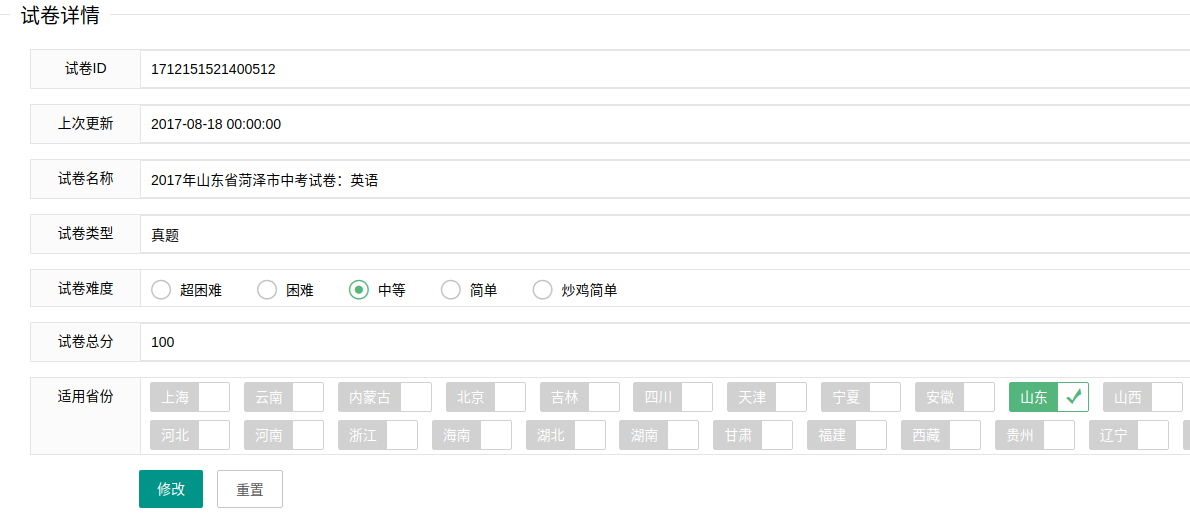 试卷详情
试卷ID 1712151521400512
上次更新 2017-08-18 00:00:00
试卷名称 2017年山东省菏泽市中考试卷：英语
试卷类型 真题
试卷难度 超困难 困难 中等 简单 炒鸡简单
试卷总分 100
适用省份 上海 云南 内蒙古 北京 吉林 四川 天津 宁夏 安徽 山东 山西
河北 河南 浙江 海南 湖北 湖南 甘肃 福建 西藏 贵州 辽宁
修改 重置